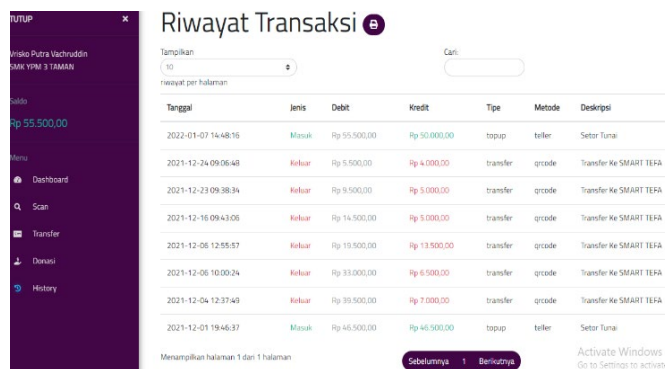 TUTUP ×
Vrisko Putra Vachruddin
SMK YPM 3 TAMAN
Saldo
Rp 55.500,00
Menu
Dashboard
Scan
Transfer
Donasi
History
Riwayat Transaksi
Tampilkan
10
riwayat per halaman
Cari:
Tanggal Jenis Debit Kredit Tipe Metode Deskripsi
2022-01-07 14:48:16 Masuk Rp 55.500,00 Rp 50.000,00 topup teller Setor Tunai
2021-12-24 09:06:48 Keluar Rp 5.500,00 Rp 4.000,00 transfer qrcode Transfer Ke SMART TEFA
2021-12-23 09:38:34 Keluar Rp 9.500,00 Rp 5.000,00 transfer qrcode Transfer Ke SMART TEFA
2021-12-16 09:43:06 Keluar Rp 14.500,00 Rp 5.000,00 transfer qrcode Transfer Ke SMART TEFA
2021-12-06 12:55:57 Keluar Rp 19.500,00 Rp 13.500,00 transfer qrcode Transfer Ke SMART TEFA
2021-12-06 10:00:24 Keluar Rp 33.000,00 Rp 6.500,00 transfer qrcode Transfer Ke SMART TEFA
2021-12-04 12:37:49 Keluar Rp 39.500,00 Rp 7.000,00 transfer qrcode Transfer Ke SMART TEFA
2021-12-01 19:46:37 Masuk Rp 46.500,00 Rp 46.500,00 topup teller Setor Tunai
Menampilkan halaman 1 dari 1 halaman
Sebelumnya 1 Berikutnya
Activate Windows
Go to Settings to activate